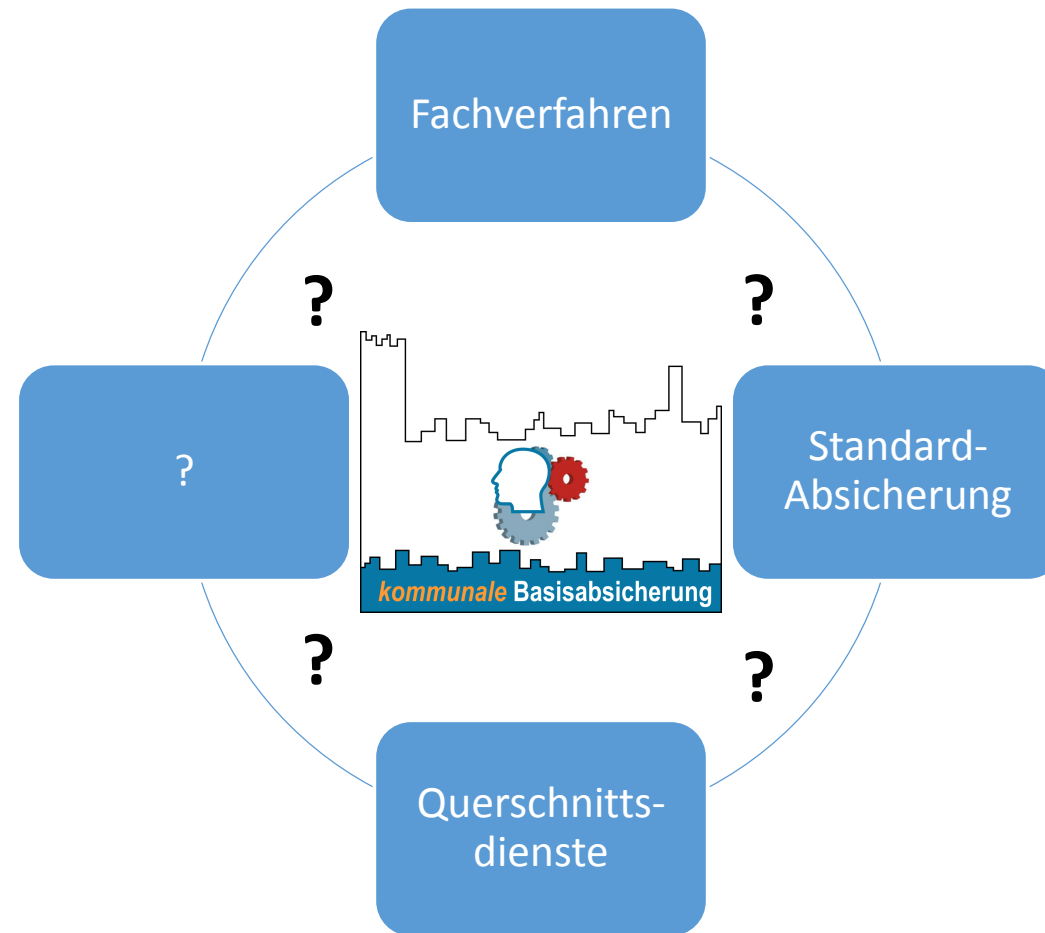 Fachverfahren
?
?
?
Standard-
Absicherung
kommunale Basisabsicherung
?
?
Querschnitts-
dienste